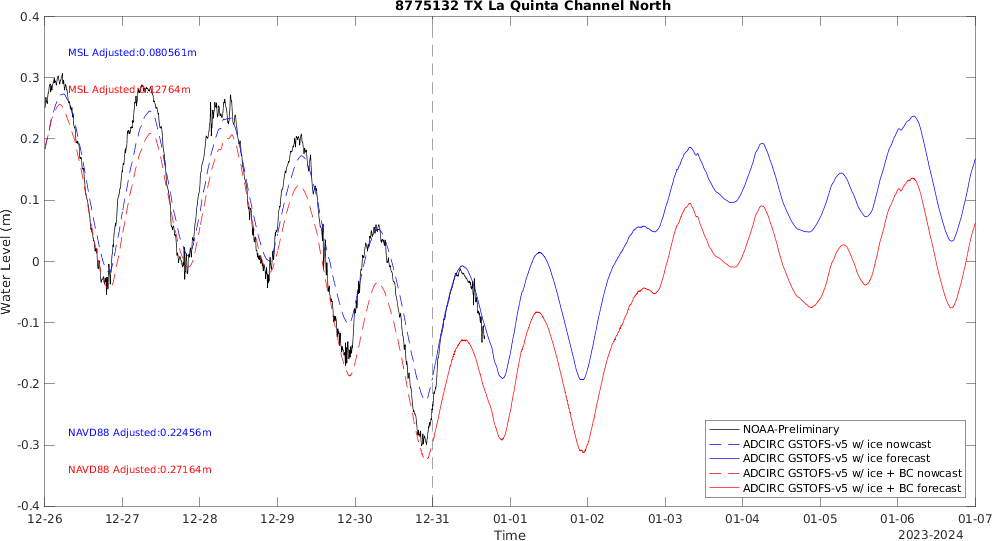 8775132 TX La Quinta Channel North
MSL Adjusted:0.080561m
MSL Adjusted:0.12764m
NAVD88 Adjusted:0.22456m
NAVD88 Adjusted:0.27164m
Water Level (m)
0.4
0.3
0.2
0.1
0
-0.1
-0.2
-0.3
-0.4
NOAA-Preliminary
ADCIRC GSTOFS-v5 w/ ice nowcast
ADCIRC GSTOFS-v5 w/ ice forecast
ADCIRC GSTOFS-v5 w/ ice + BC nowcast
ADCIRC GSTOFS-v5 w/ ice + BC forecast
12-26 12-27 12-28 12-29 12-30 12-31 01-01 01-02 01-03 01-04 01-05 01-06 01-07
Time
2023-2024